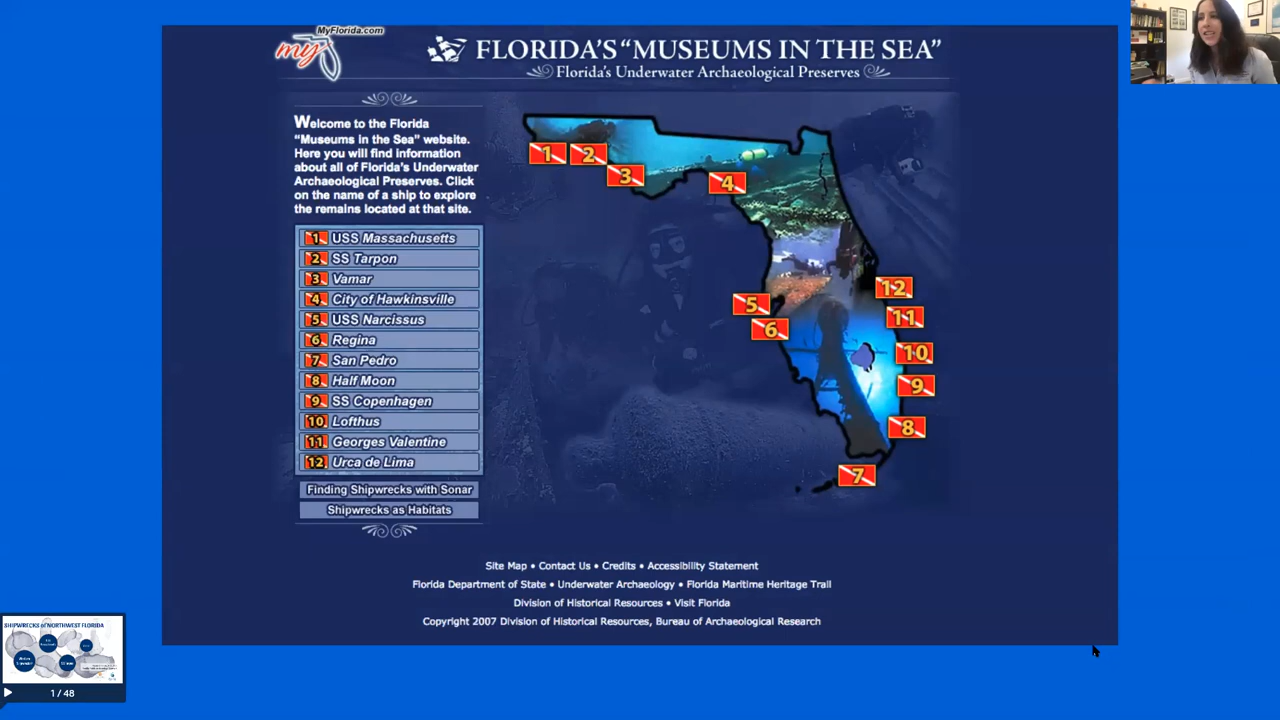 MyFlorida.com
my
FLORIDA'S "MUSEUMS IN THE SEA"
Florida's Underwater Archaeological Preserves
Welcome to the Florida
"Museums in the Sea" website.
Here you will find information
about all of Florida's Underwater
Archaeological Preserves. Click
on the name of a ship to explore
the remains located at that site.
1 USS Massachusetts
2 SS Tarpon
3 Vamar
4 City of Hawkinsville
5 USS Narcissus
6 Regina
7 San Pedro
8 Half Moon
9 SS Copenhagen
10 Lofthus
11 Georges Valentine
12 Urca de Lima
Finding Shipwrecks with Sonar
Shipwrecks as Habitats
1
2
3
4
5
6
12
11
10
9
8
7
Site Map • Contact Us • Credits • Accessibility Statement
Florida Department of State • Underwater Archaeology • Florida Maritime Heritage Trail
Division of Historical Resources • Visit Florida
Copyright 2007 Division of Historical Resources, Bureau of Archaeological Research
SHIPWRECKS of NORTHWEST FLORIDA
1 / 48